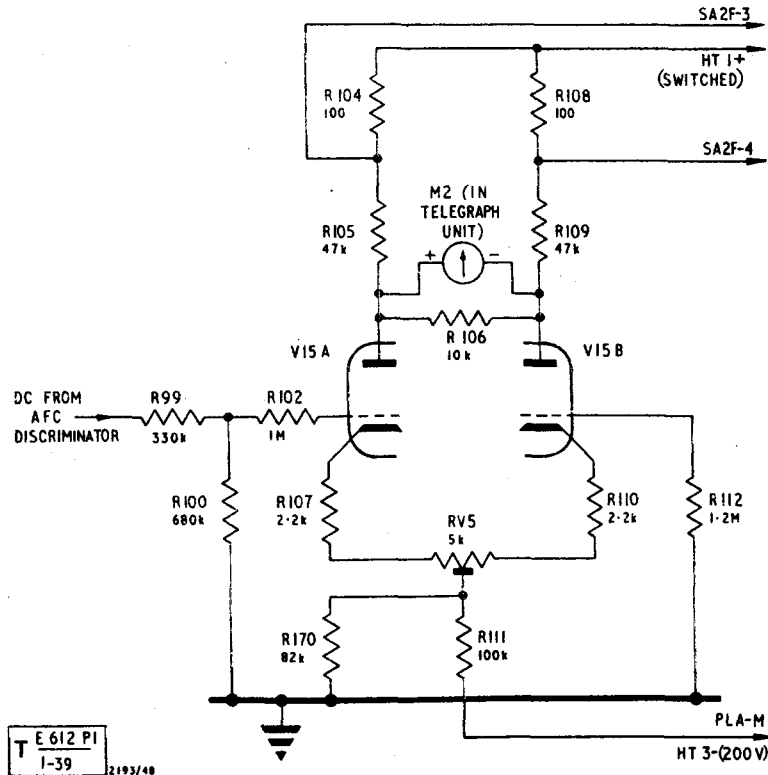 SA2F-3
HT 1+
(SWITCHED)
R104
100
R108
100
SA2F-4
M2 (IN
TELEGRAPH
UNIT)
R105
47k
R109
47k
+
-
R106
10k
V15A
V15B
DC FROM
AFC
DISCRIMINATOR
R99
330k
R102
1M
R100
680k
R107
2·2k
RV5
5k
R110
2·2k
R112
1·2M
R170
82k
R111
100k
PLA-M
HT 3-(200V)
T E 612 P1
1-39
2193/48